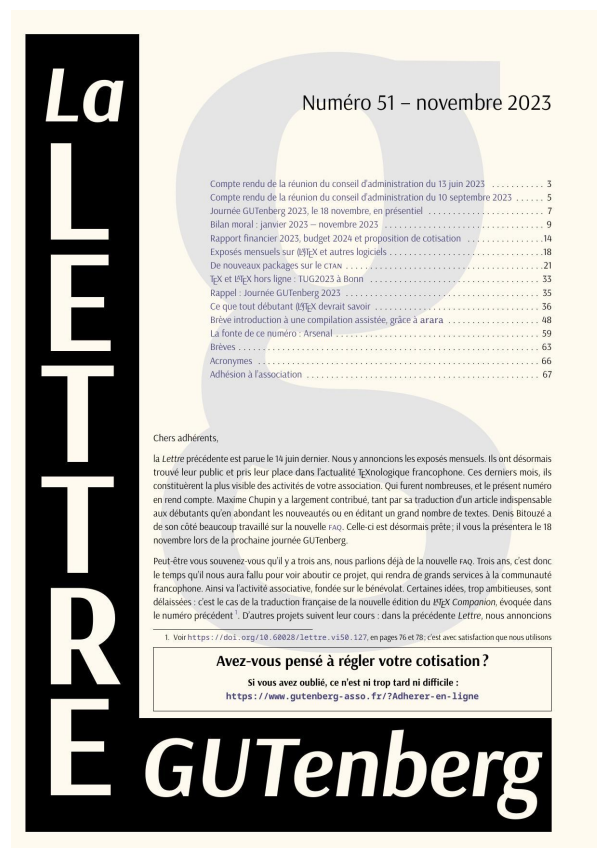 La
LETTRE
GUTenberg
Numéro 51 – novembre 2023
Compte rendu de la réunion du conseil d'administration du 13 juin 2023 . . . . . . . . . . . 3
Compte rendu de la réunion du conseil d'administration du 10 septembre 2023 . . . . . . 5
Journée GUTenberg 2023, le 18 novembre, en présentiel . . . . . . . . . . . . . . . . . . . . . . . . 7
Bilan moral : janvier 2023 — novembre 2023 . . . . . . . . . . . . . . . . . . . . . . . . . . . . . . . . . 9
Rapport financier 2023, budget 2024 et proposition de cotisation . . . . . . . . . . . . . . . .14
Exposés mensuels sur (LA)TEX et autres logiciels . . . . . . . . . . . . . . . . . . . . . . . . . . . . . . .18
De nouveaux packages sur le CTAN . . . . . . . . . . . . . . . . . . . . . . . . . . . . . . . . . . . . . . . .21
TEX et LATEX hors ligne : TUG2023 à Bonn . . . . . . . . . . . . . . . . . . . . . . . . . . . . . . . . . . . 33
Rappel : Journée GUTenberg 2023 . . . . . . . . . . . . . . . . . . . . . . . . . . . . . . . . . . . . . . . . 35
Ce que tout débutant (LA)TEX devrait savoir . . . . . . . . . . . . . . . . . . . . . . . . . . . . . . . . . . 36
Brève introduction à une compilation assistée, grâce à arara . . . . . . . . . . . . . . . . . . . . 48
La fonte de ce numéro : Arsenal . . . . . . . . . . . . . . . . . . . . . . . . . . . . . . . . . . . . . . . . . . 59
Brèves . . . . . . . . . . . . . . . . . . . . . . . . . . . . . . . . . . . . . . . . . . . . . . . . . . . . . . . . . . . . . . 63
Acronymes . . . . . . . . . . . . . . . . . . . . . . . . . . . . . . . . . . . . . . . . . . . . . . . . . . . . . . . . . . 66
Adhésion à l'association . . . . . . . . . . . . . . . . . . . . . . . . . . . . . . . . . . . . . . . . . . . . . . . . 67
Chers adhérents,
la Lettre précédente est parue le 14 juin dernier. Nous y annoncions les exposés mensuels. Ils ont désormais
trouvé leur public et pris leur place dans l'actualité TEXnologique francophone. Ces derniers mois, ils
constituèrent la plus visible des activités de votre association. Qui furent nombreuses, et le présent numéro
en rend compte. Maxime Chupin y a largement contribué, tant par sa traduction d'un article indispensable
aux débutants qu'en abondant les nouveautés ou en éditant un grand nombre de textes. Denis Bitouzé a
de son côté beaucoup travaillé sur la nouvelle FAQ. Celle-ci est désormais prête ; il vous la présentera le 18
novembre lors de la prochaine journée GUTenberg.
Peut-être vous souvenez-vous qu'il y a trois ans, nous parlions déjà de la nouvelle FAQ. Trois ans, c'est donc
le temps qu'il nous aura fallu pour voir aboutir ce projet, qui rendra de grands services à la communauté
francophone. Ainsi va l'activité associative, fondée sur le bénévolat. Certaines idées, trop ambitieuses, sont
délaissées : c'est le cas de la traduction française de la nouvelle édition du LATEX Companion, évoquée dans
le numéro précédent 1. D'autres projets suivent leur cours : dans la précédente Lettre, nous annoncions
1. Voir https://doi.org/10.60028/lettre.vi50.127, en pages 76 et 78 ; c'est avec satisfaction que nous utilisons
Avez-vous pensé à régler votre cotisation ?
Si vous avez oublié, ce n'est ni trop tard ni difficile :
https://www.gutenberg-asso.fr/?Adherer-en-ligne